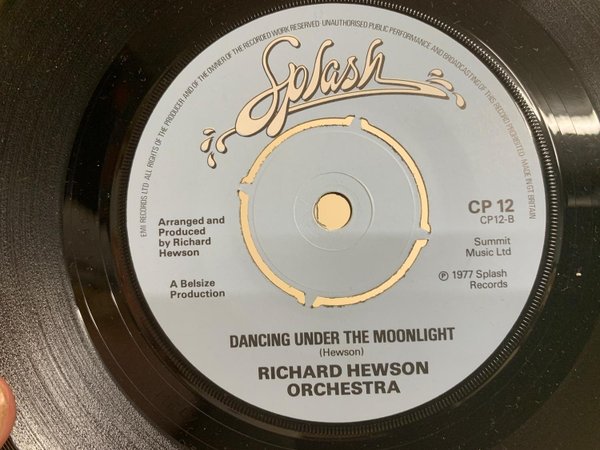 EMI RECORDS LTD ALL RIGHTS OF THE PRODUCER AND OF THE OWNER OF THE RECORDED WORK RESERVED UNAUTHORISED PUBLIC PERFORMANCE AND BROADCASTING OF THIS RECORD PROHIBITED MADE IN GT BRITAIN
Splash
Arranged and
Produced
by Richard
Hewson
A Belsize
Production
CP 12
CP12-B
Summit
Music Ltd
℗ 1977 Splash
Records
DANCING UNDER THE MOONLIGHT
(Hewson)
RICHARD HEWSON
ORCHESTRA